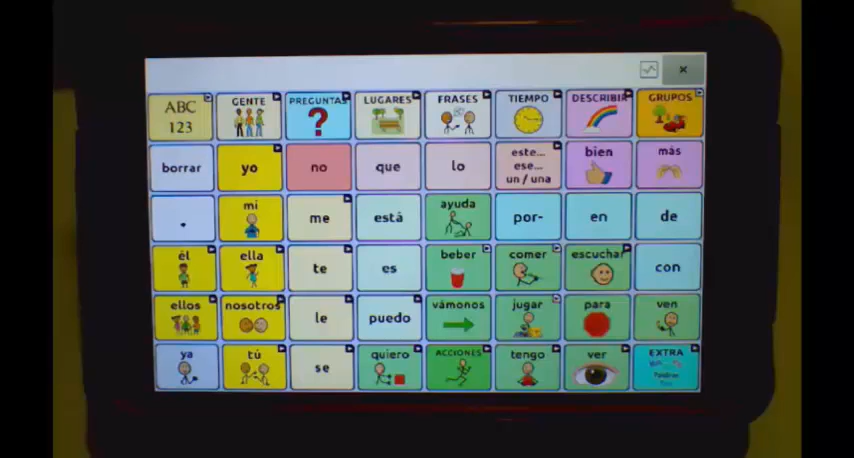 ×
ABC
123
GENTE
PREGUNTAS
LUGARES
FRASES
TIEMPO
DESCRIBIR
GRUPOS
borrar
yo
no
que
lo
este...
ese...
un / una
bien
más
.
mi
me
está
ayuda
por-
en
de
él
ella
te
es
beber
comer
escuchar
con
ellos
nosotros
le
puedo
vámonos
jugar
para
ven
ya
tú
se
quiero
ACCIONES
tengo
ver
EXTRA